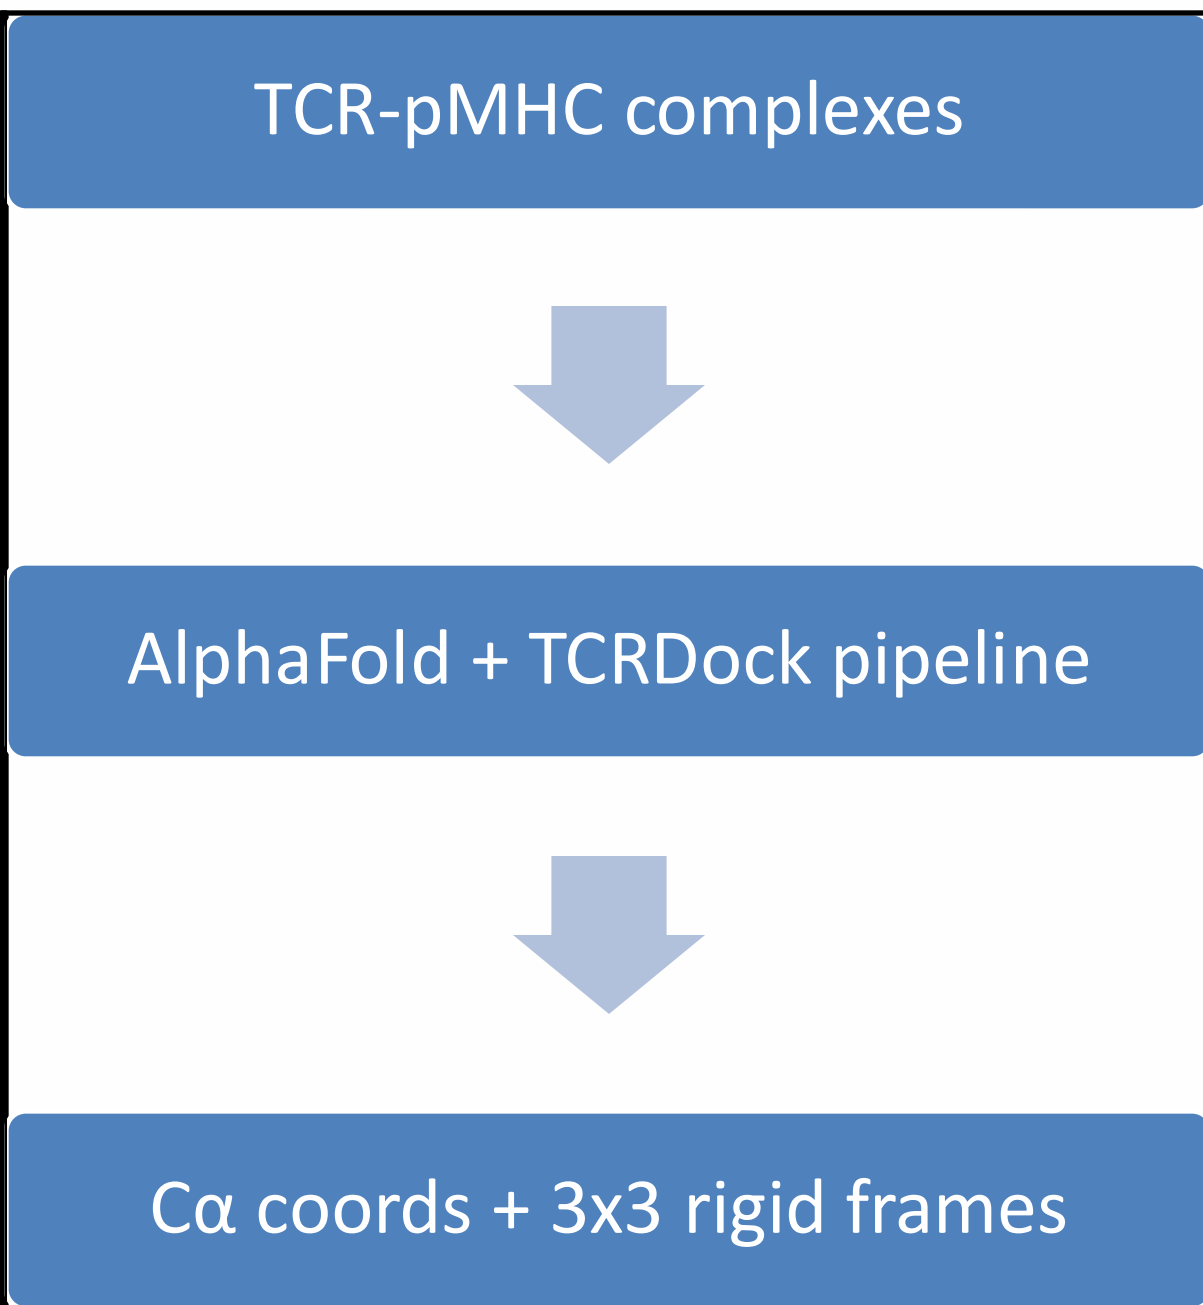 TCR-pMHC complexes
AlphaFold + TCRDock pipeline
Cα coords + 3x3 rigid frames